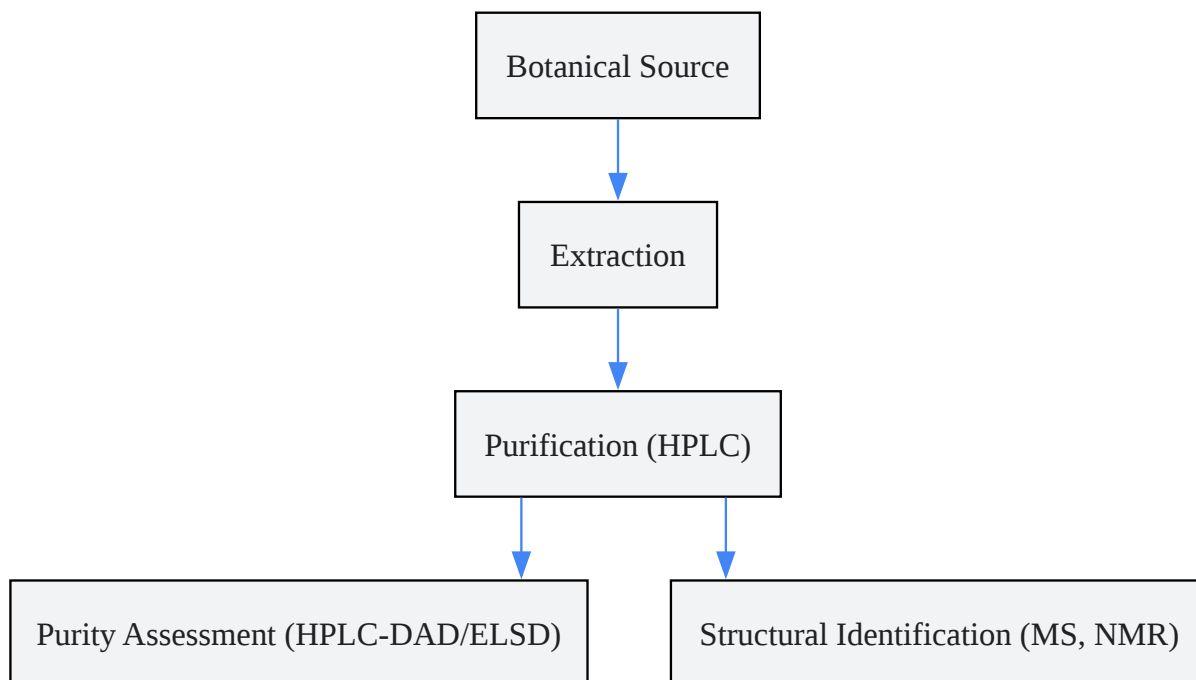 Botanical Source
Extraction
Purification (HPLC)
Purity Assessment (HPLC-DAD/ELSD)
Structural Identification (MS, NMR)